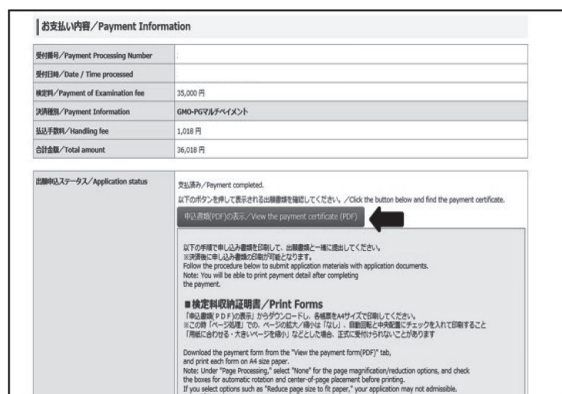 お支払い内容／Payment Information
受付番号／Payment Processing Number
受付日時／Date / Time processed
検定料／Payment of Examination fee 35,000 円
決済種別／Payment Information GMO-PGマルチペイメント
払込手数料／Handling fee 1,018 円
合計金額／Total amount 36,018 円
出願申込ステータス／Application status
支払済み／Payment completed.
以下のボタンを押して表示される出願書類を確認してください。／Click the button below and find the payment certificate.
申込書類(PDF)の表示／View the payment certificate (PDF)
以下の手順で申し込み書類を印刷して、出願書類と一緒に提出してください。
※決済後に申し込み書類の印刷が可能となります。
Follow the procedure below to submit application materials with application documents.
Note: You will be able to print payment detail after completing
the payment.
■検定料収納証明書／Print Forms
「申込書類(ＰＤＦ)の表示」からダウンロードし、各帳票をA4サイズで印刷してください。
※この時「ページ処理」での、ページの拡大／縮小は「なし」、自動回転と中央配置にチェックを入れて印刷すること
「用紙に合わせる・大きいページを縮小」などとした場合、正式に受付けられないことがあります
Download the payment form from the "View the payment form(PDF)" tab,
and print each form on A4 size paper.
Note: Under "Page Processing," select "None" for the page magnification/reduction options, and check
the boxes for automatic rotation and center-of-page placement before printing.
If you select options such as "Reduce page size to fit paper," your application may not admissible.